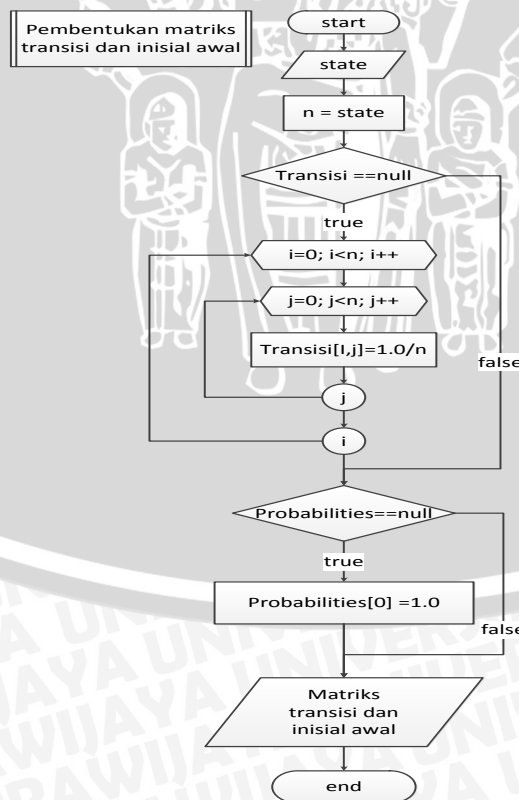 Pembentukan matriks
transisi dan inisial awal
start
state
n = state
Transisi ==null
true
i=0; i<n; i++
j=0; j<n; j++
Transisi[I,j]=1.0/n
false
j
i
Probabilities==null
true
Probabilities[0] =1.0
false
Matriks
transisi dan
inisial awal
end